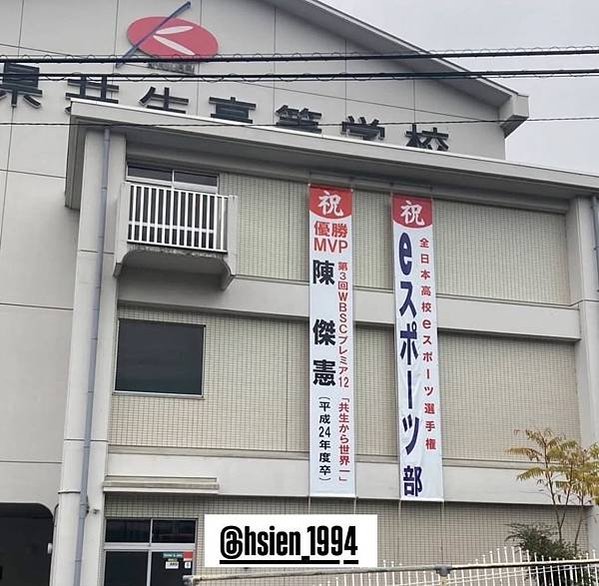 県共生高等学校
祝
優勝
MVP
陳傑憲
第3回WBSCプレミア12「共生から世界一」
(平成24年度卒)
祝
全日本高校eスポーツ選手権
eスポーツ部
@hsien_1994